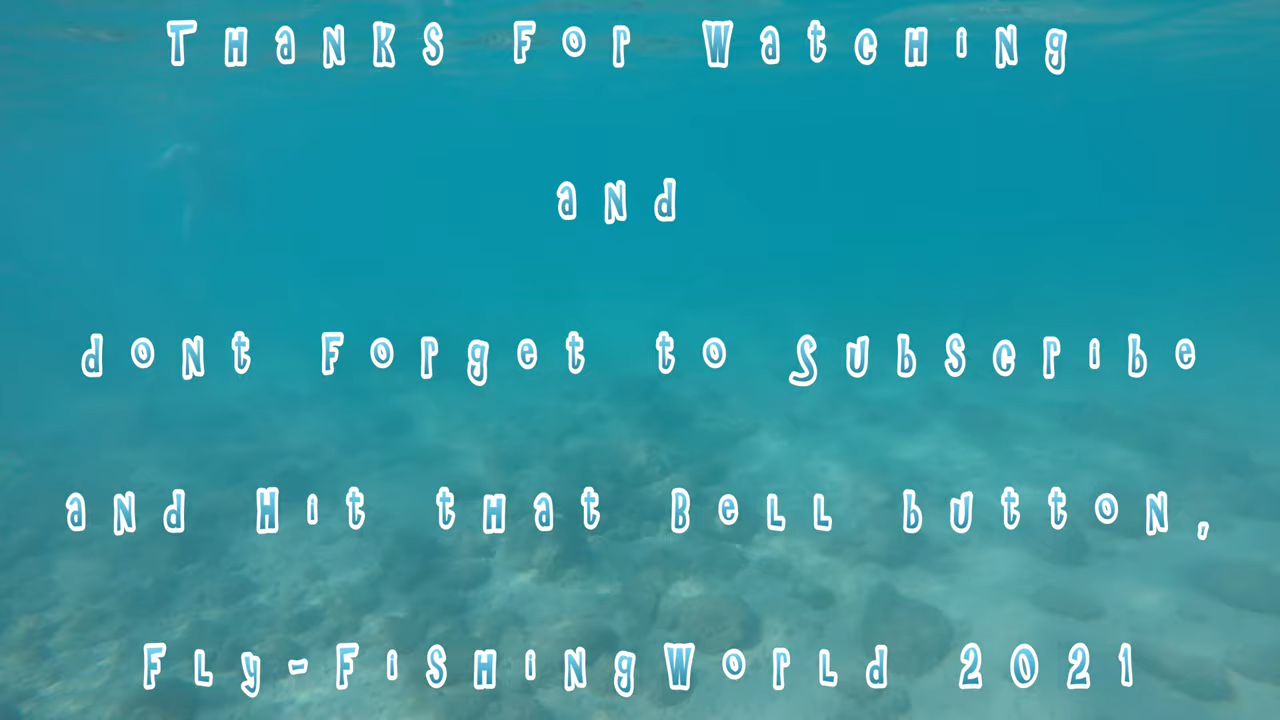 Thanks For Watching
and
dont Forget to Subscribe
and Hit that Bell button,
Fly-FishingWorld 2021